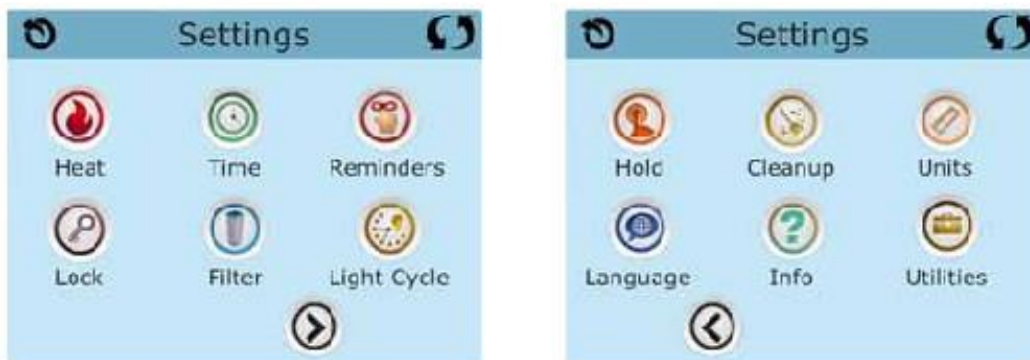 Settings
Heat Time Reminders
Lock Filter Light Cycle
Settings
Hold Cleanup Units
Language Info Utilities